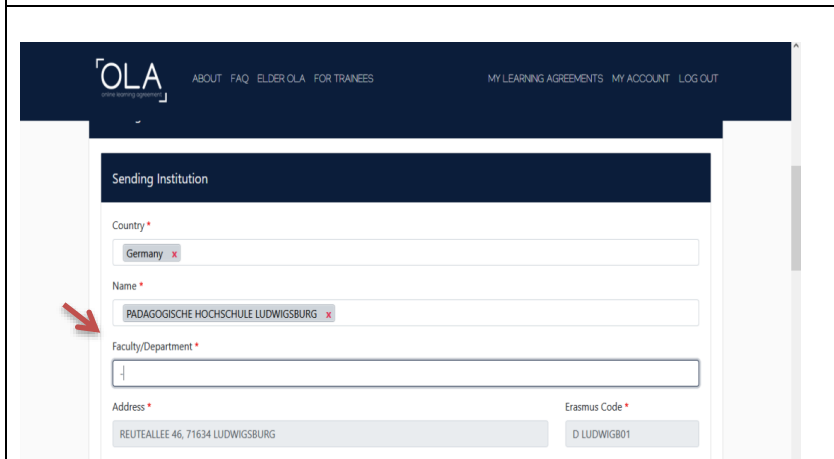 OLA
online learning agreement
ABOUT FAQ ELDER OLA FOR TRAINEES MY LEARNING AGREEMENTS MY ACCOUNT LOG OUT
Sending Institution
Country *
Germany x
Name *
PADAGOGISCHE HOCHSCHULE LUDWIGSBURG x
Faculty/Department *
-
Address * Erasmus Code *
REUTEALLEE 46, 71634 LUDWIGSBURG D LUDWIGB01